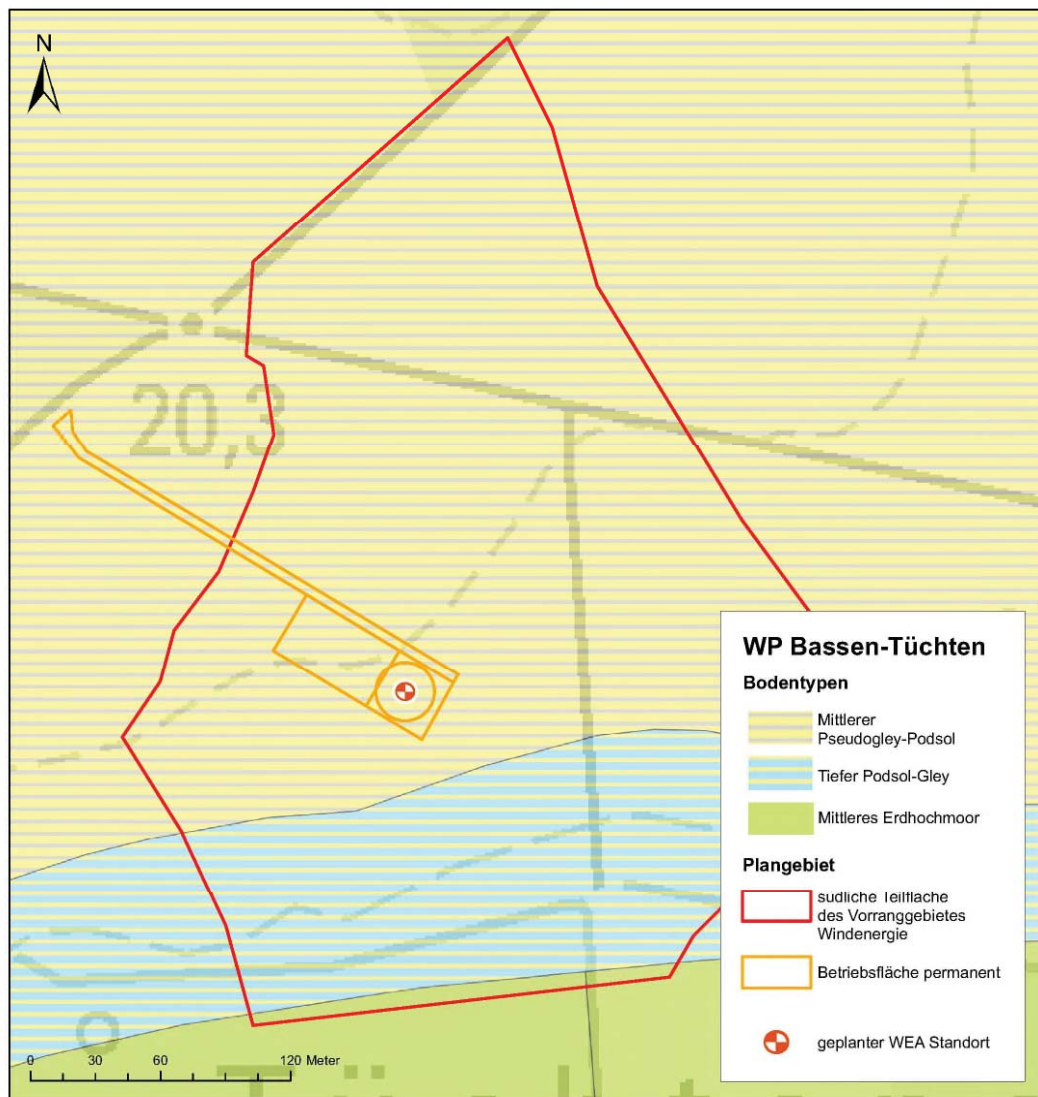 N
20,3
WP Bassen-Tüchten
Bodentypen
Mittlerer
Pseudogley-Podsol
Tiefer Podsol-Gley
Mittleres Erdhochmoor
Plangebiet
südliche Teilfläche
des Vorranggebietes
Windenergie
Betriebsfläche permanent
geplanter WEA Standort
0 30 60 120 Meter